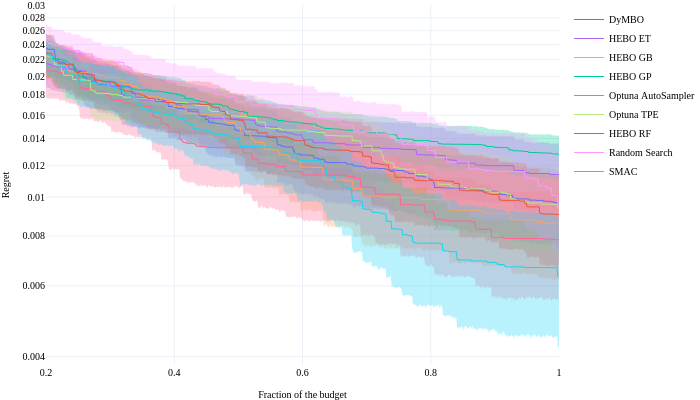 0.03
0.028
0.026
0.024
0.022
0.02
0.018
0.016
0.014
0.012
0.01
0.008
0.006
0.004
Regret
0.2
0.4
0.6
0.8
1
Fraction of the budget
DyMBO
HEBO ET
HEBO GB
HEBO GP
Optuna AutoSampler
Optuna TPE
HEBO RF
Random Search
SMAC